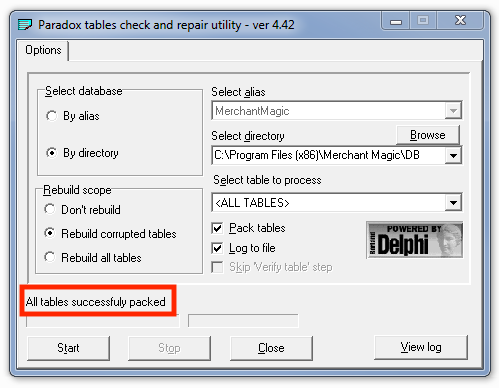 Paradox tables check and repair utility - ver 4.42
Options
Select database
By alias
By directory
Select alias
MerchantMagic
Select directory
Browse
C:\Program Files (x86)\Merchant Magic\DB
Rebuild scope
Don't rebuild
Rebuild corrupted tables
Rebuild all tables
Select table to process
<ALL TABLES>
Pack tables
Log to file
Skip 'Verify table' step
POWERED BY
Borland
Delphi
All tables successfuly packed
Start
Stop
Close
View log